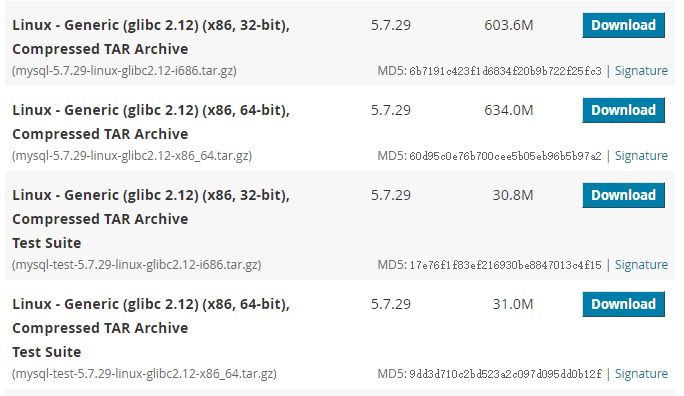 Linux - Generic (glibc 2.12) (x86, 32-bit), 5.7.29 603.6M Download
Compressed TAR Archive
(mysql-5.7.29-linux-glibc2.12-i686.tar.gz) MD5: 6b7191c423f1d6834f20b9b722f25fc3 | Signature
Linux - Generic (glibc 2.12) (x86, 64-bit), 5.7.29 634.0M Download
Compressed TAR Archive
(mysql-5.7.29-linux-glibc2.12-x86_64.tar.gz) MD5: 60d95c0e76b700cee5b05eb96b5b97a2 | Signature
Linux - Generic (glibc 2.12) (x86, 32-bit), 5.7.29 30.8M Download
Compressed TAR Archive
Test Suite
(mysql-test-5.7.29-linux-glibc2.12-i686.tar.gz) MD5: 17e76f1f83ef216930be8847013c4f15 | Signature
Linux - Generic (glibc 2.12) (x86, 64-bit), 5.7.29 31.0M Download
Compressed TAR Archive
Test Suite
(mysql-test-5.7.29-linux-glibc2.12-x86_64.tar.gz) MD5: 9dd3d710c2bd523a2c097d095dd0b12f | Signature